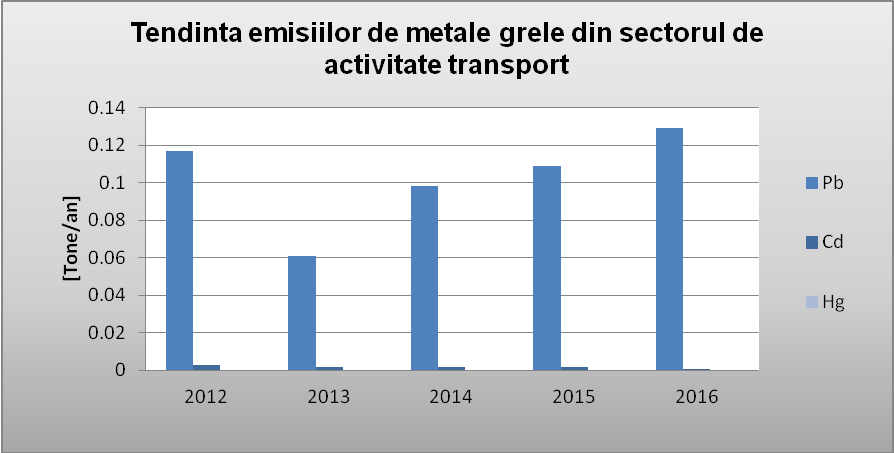 Tendinta emisiilor de metale grele din sectorul de
activitate transport
0.14
0.12
0.1
0.08
0.06
0.04
0.02
0
[Tone/an]
2012 2013 2014 2015 2016
Pb
Cd
Hg